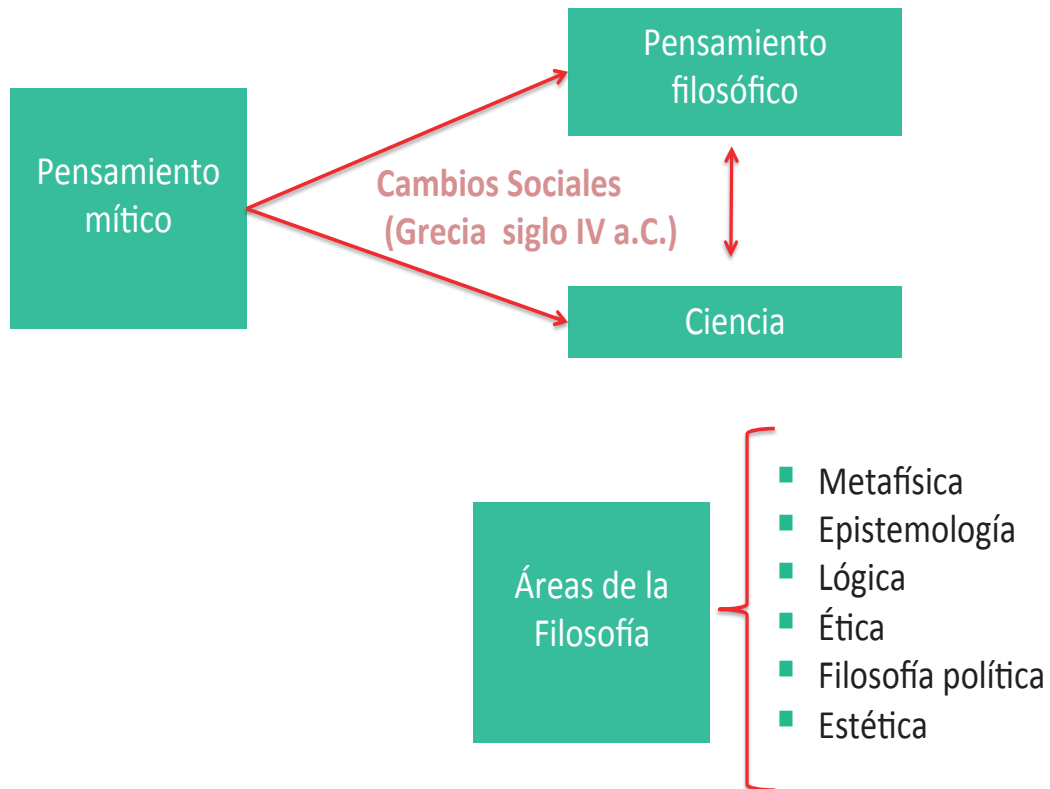 Pensamiento
mítico
Pensamiento
filosófico
Cambios Sociales
(Grecia siglo IV a.C.)
Ciencia
Áreas de la
Filosofía
Metafísica
Epistemología
Lógica
Ética
Filosofía política
Estética